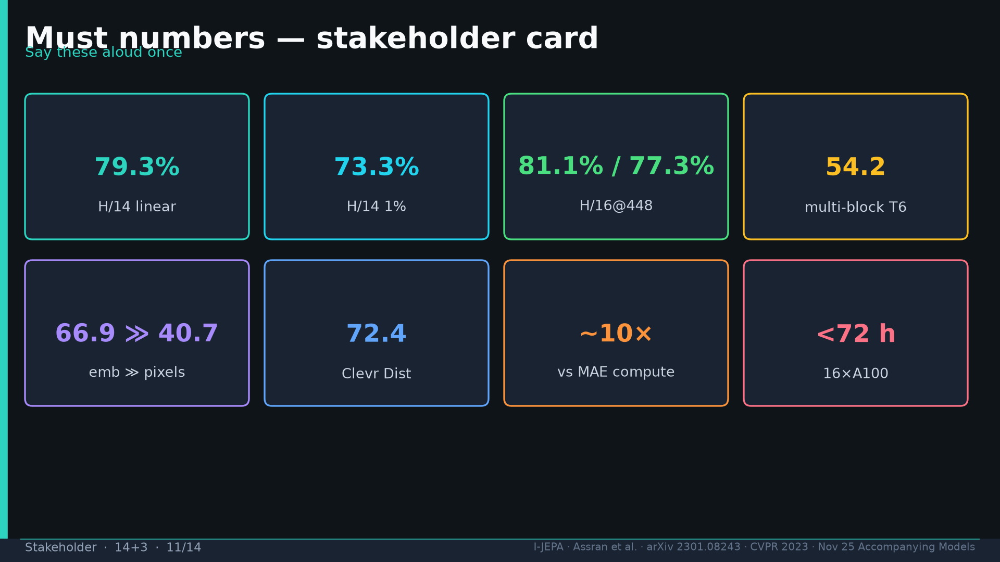 Must numbers — stakeholder card
Say these aloud once
79.3%
H/14 linear
73.3%
H/14 1%
81.1% / 77.3%
H/16@448
54.2
multi-block T6
66.9 ≫ 40.7
emb ≫ pixels
72.4
Clevr Dist
~10×
vs MAE compute
<72 h
16×A100
Stakeholder · 14+3 · 11/14
I-JEPA · Assran et al. · arXiv 2301.08243 · CVPR 2023 · Nov 25 Accompanying Models